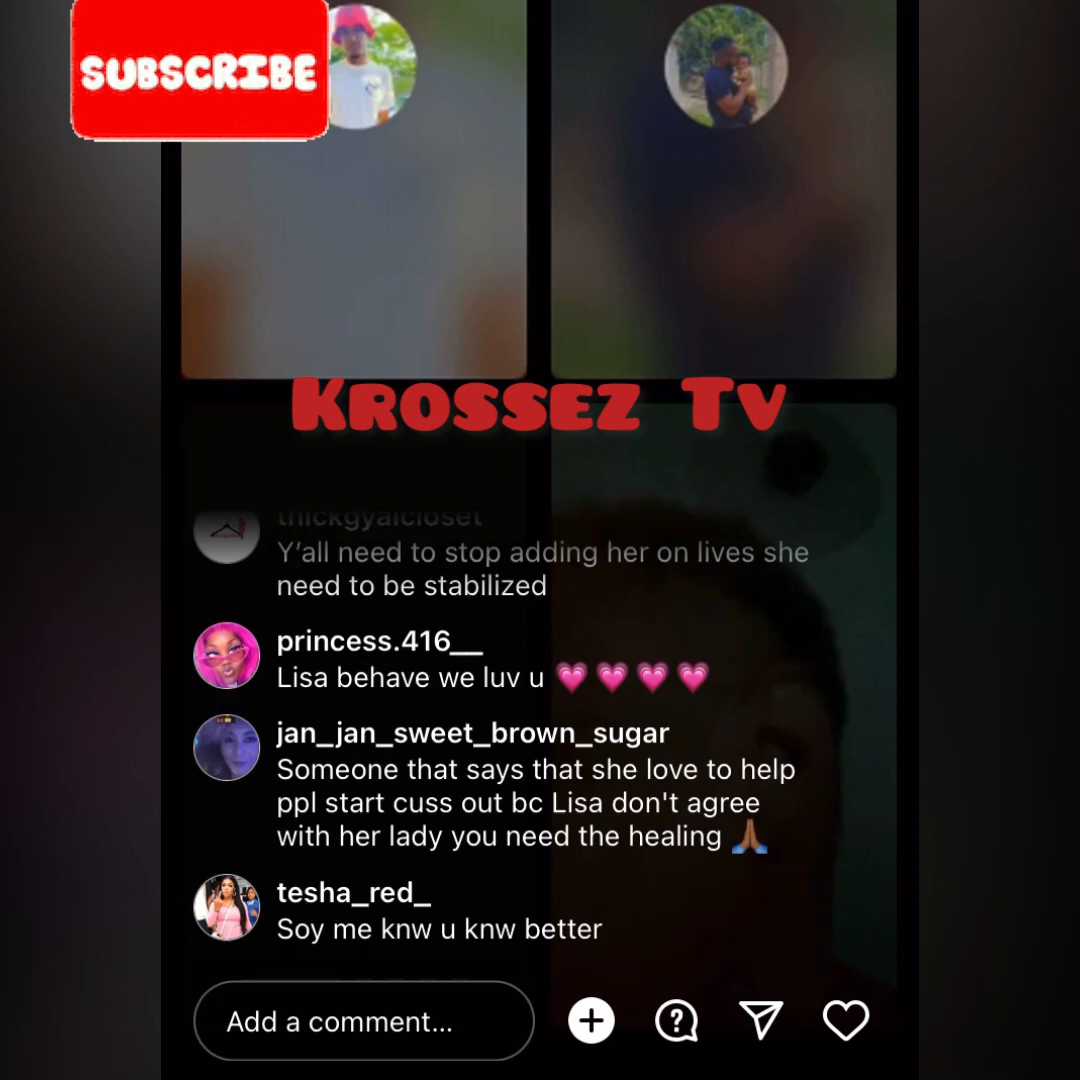 SUBSCRIBE
KROSSEZ TV
thickgyalcloset
Y'all need to stop adding her on lives she
need to be stabilized
princess.416__
Lisa behave we luv u 💗💗💗💗
jan_jan_sweet_brown_sugar
Someone that says that she love to help
ppl start cuss out bc Lisa don't agree
with her lady you need the healing 🙏🏾
tesha_red_
Soy me knw u knw better
Add a comment...